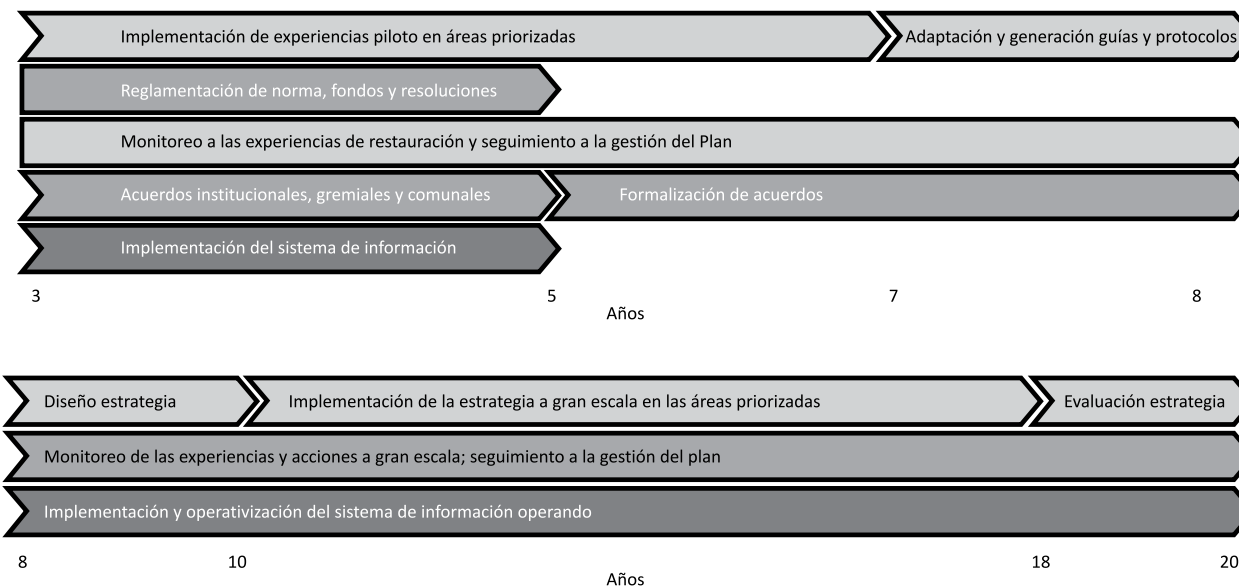 Implementación de experiencias piloto en áreas priorizadas
Adaptación y generación guías y protocolos
Reglamentación de norma, fondos y resoluciones
Monitoreo a las experiencias de restauración y seguimiento a la gestión del Plan
Acuerdos institucionales, gremiales y comunales
Formalización de acuerdos
Implementación del sistema de información
3 5 7 8
Años
Diseño estrategia
Implementación de la estrategia a gran escala en las áreas priorizadas
Evaluación estrategia
Monitoreo de las experiencias y acciones a gran escala; seguimiento a la gestión del plan
Implementación y operativización del sistema de información operando
8 10 18 20
Años